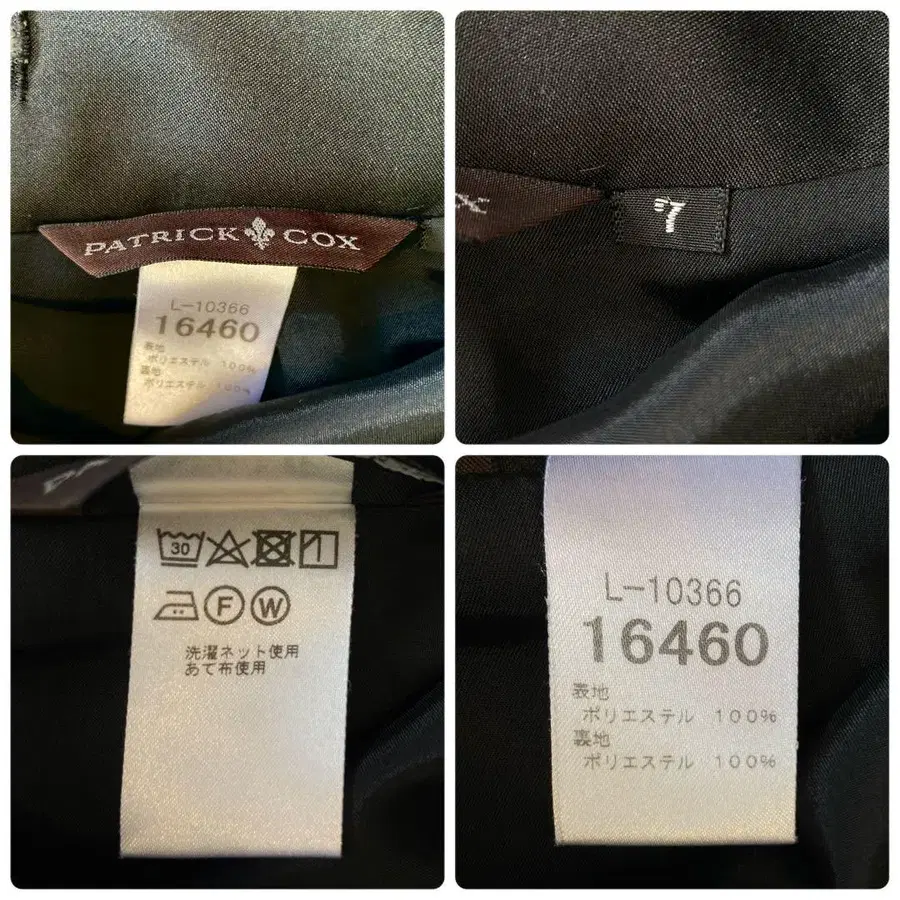 PATRICK COX
L-10366
16460
表地
ポリエステル 100%
裏地
ポリエステル 100%
X
7
30
F W
洗濯ネット使用
あて布使用
L-10366
16460
表地
ポリエステル 100%
裏地
ポリエステル 100%